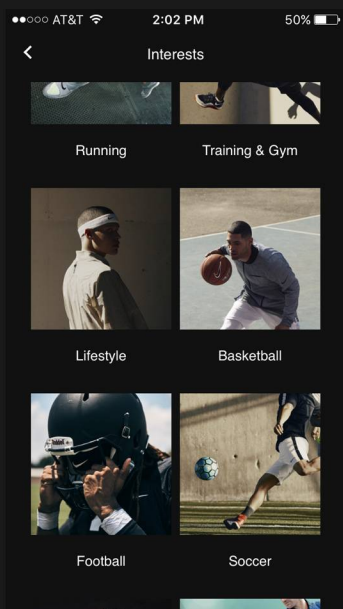 AT&T 2:02 PM 50%
Interests
Running Training & Gym
Lifestyle Basketball
Football Soccer